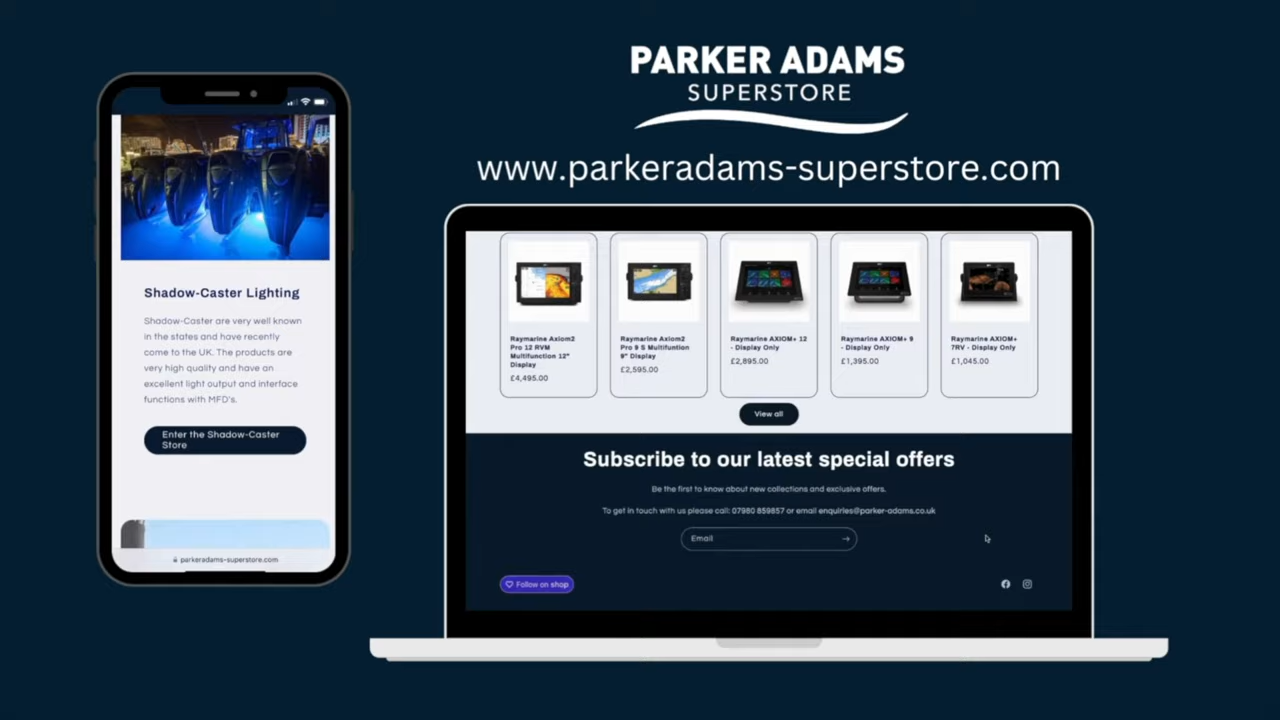 PARKER ADAMS
SUPERSTORE
www.parkeradams-superstore.com
Shadow-Caster Lighting
Shadow-Caster are very well known
in the states and have recently
come to the UK. The products are
very high quality and have an
excellent light output and interface
functions with MFD's.
Enter the Shadow-Caster
Store
parkeradams-superstore.com
Raymarine Axiom2
Pro 12 RVM
Multifunction 12"
Display
£4,495.00
Raymarine Axiom2
Pro 9 S Multifuntion
9" Display
£2,595.00
Raymarine AXIOM+ 12
- Display Only
£2,895.00
Raymarine AXIOM+ 9
- Display Only
£1,395.00
Raymarine AXIOM+
7RV - Display Only
£1,045.00
View all
Subscribe to our latest special offers
Be the first to know about new collections and exclusive offers.
To get in touch with us please call: 07980 859857 or email enquiries@parker-adams.co.uk
Email
Follow on shop